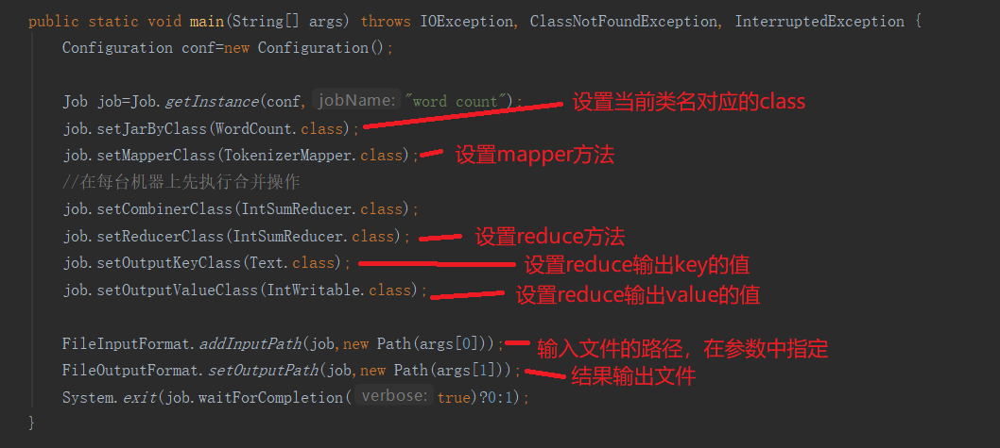 public static void main(String[] args) throws IOException, ClassNotFoundException, InterruptedException {
Configuration conf=new Configuration();
Job job=Job.getInstance(conf, jobName: "word count");
设置当前类名对应的class
job.setJarByClass(WordCount.class);
job.setMapperClass(TokenizerMapper.class); 设置mapper方法
//在每台机器上先执行合并操作
job.setCombinerClass(IntSumReducer.class);
job.setReducerClass(IntSumReducer.class); 设置reduce方法
job.setOutputKeyClass(Text.class); 设置reduce输出key的值
job.setOutputValueClass(IntWritable.class); 设置reduce输出value的值
FileInputFormat.addInputPath(job,new Path(args[0])); 输入文件的路径，在参数中指定
FileOutputFormat.setOutputPath(job,new Path(args[1])); 结果输出文件
System.exit(job.waitForCompletion( verbose: true)?0:1);
}